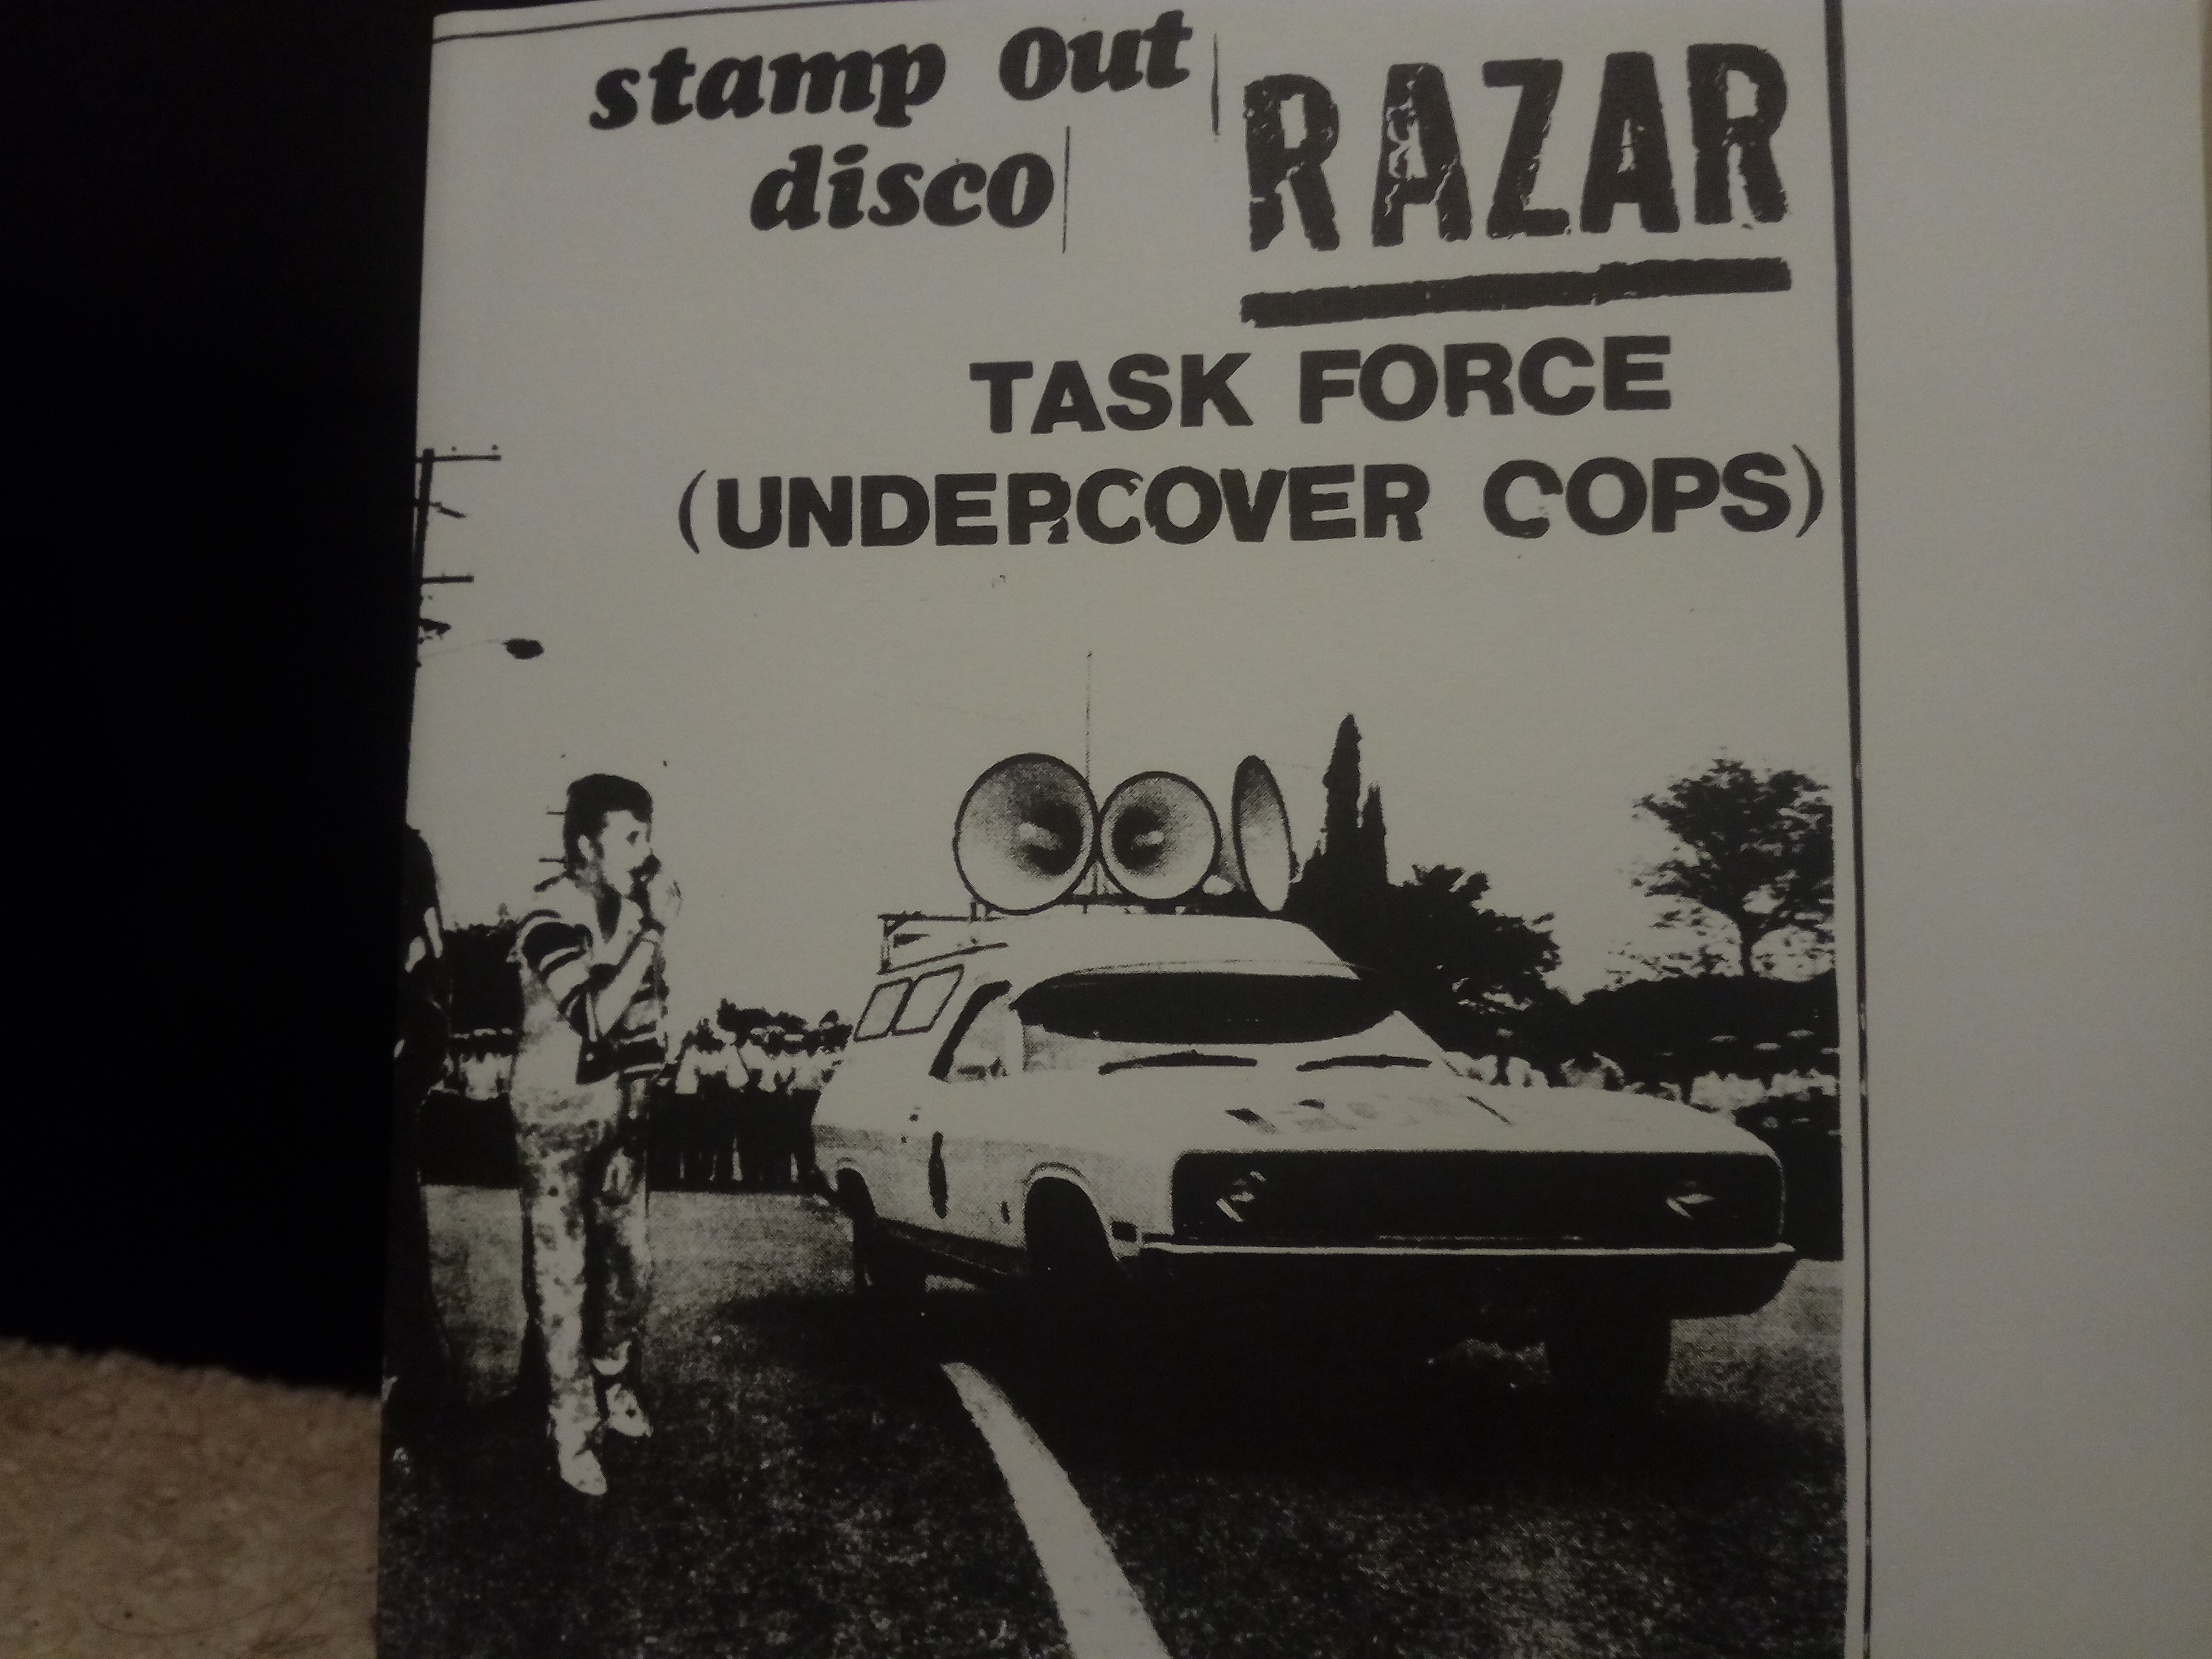 stamp out
disco
RAZAR
TASK FORCE
(UNDERCOVER COPS)